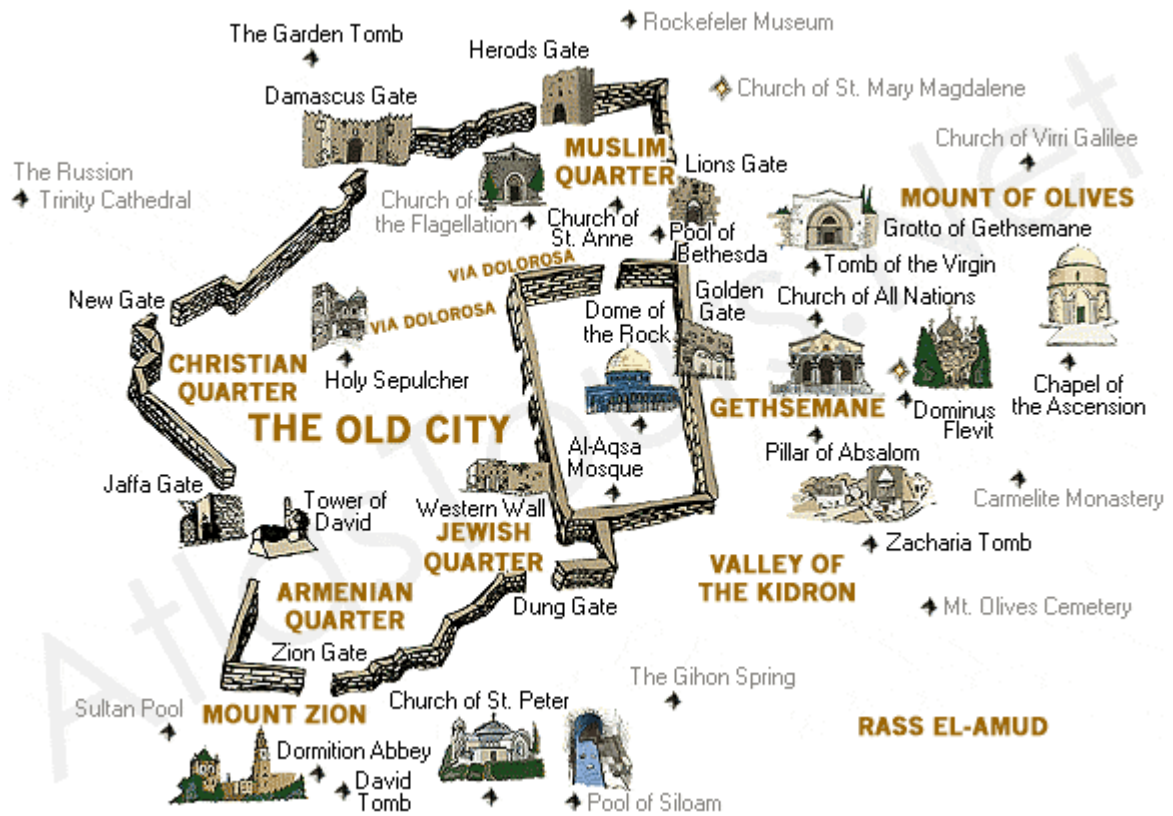 Rockefeler Museum
The Garden Tomb
Herods Gate
Damascus Gate
Church of St. Mary Magdalene
Church of Virri Galilee
MUSLIM
QUARTER
Lions Gate
The Russion
Trinity Cathedral
Church of
the Flagellation
MOUNT OF OLIVES
Church of
St. Anne
Pool of
Bethesda
Grotto of Gethsemane
Tomb of the Virgin
VIA DOLOROSA
New Gate
VIA DOLOROSA
Golden
Gate
Church of All Nations
Dome of
the Rock
CHRISTIAN
QUARTER
Holy Sepulcher
Chapel of
the Ascension
THE OLD CITY
GETHSEMANE
Dominus
Flevit
Al-Aqsa
Mosque
Pillar of Absalom
Jaffa Gate
Tower of
David
Western Wall
Carmelite Monastery
JEWISH
QUARTER
Zacharia Tomb
VALLEY OF
THE KIDRON
ARMENIAN
QUARTER
Dung Gate
Mt. Olives Cemetery
Zion Gate
The Gihon Spring
Sultan Pool
MOUNT ZION
Church of St. Peter
RASS EL-AMUD
Dormition Abbey
David
Tomb
Pool of Siloam
AtlasTours.Net